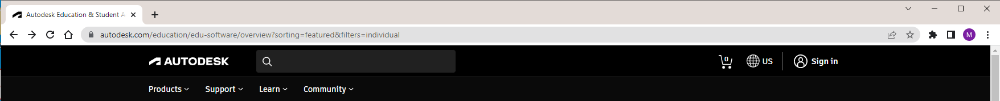 Autodesk Education & Student A
autodesk.com/education/edu-software/overview?sorting=featured&filters=individual
M
AUTODESK
0
US
Sign in
Products
Support
Learn
Community